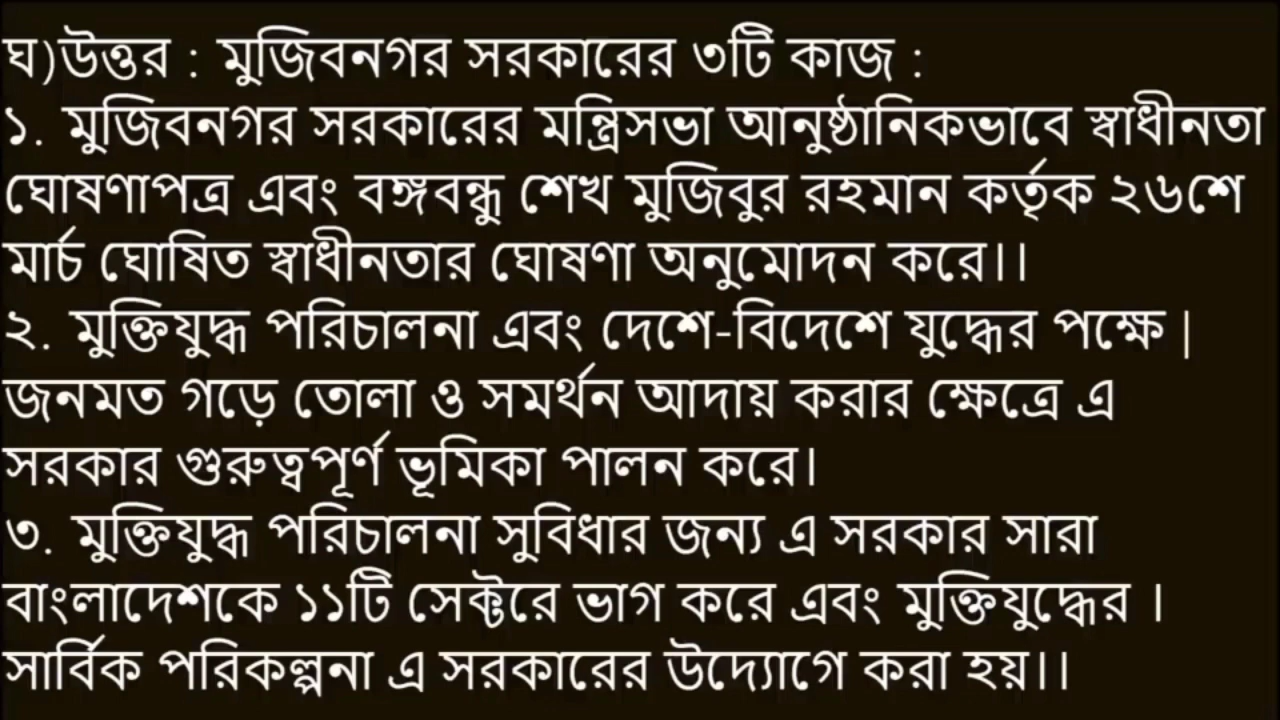 ঘ)উত্তর : মুজিবনগর সরকারের ৩টি কাজ :
১. মুজিবনগর সরকারের মন্ত্রিসভা আনুষ্ঠানিকভাবে স্বাধীনতা
ঘোষণাপত্র এবং বঙ্গবন্ধু শেখ মুজিবুর রহমান কর্তৃক ২৬শে
মার্চ ঘোষিত স্বাধীনতার ঘোষণা অনুমোদন করে।।
২. মুক্তিযুদ্ধ পরিচালনা এবং দেশে-বিদেশে যুদ্ধের পক্ষে |
জনমত গড়ে তোলা ও সমর্থন আদায় করার ক্ষেত্রে এ
সরকার গুরুত্বপূর্ণ ভূমিকা পালন করে।
৩. মুক্তিযুদ্ধ পরিচালনা সুবিধার জন্য এ সরকার সারা
বাংলাদেশকে ১১টি সেক্টরে ভাগ করে এবং মুক্তিযুদ্ধের ।
সার্বিক পরিকল্পনা এ সরকারের উদ্যোগে করা হয়।।